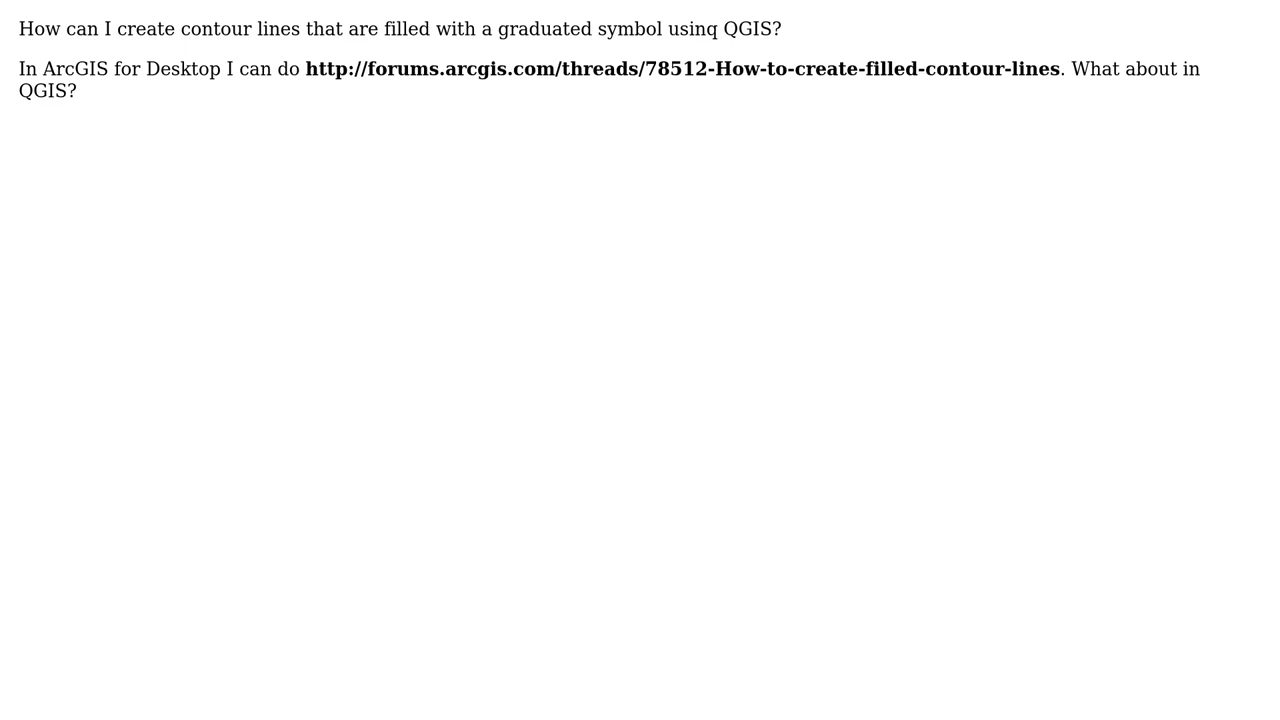 How can I create contour lines that are filled with a graduated symbol using QGIS?
In ArcGIS for Desktop I can do http://forums.arcgis.com/threads/78512-How-to-create-filled-contour-lines. What about in
QGIS?